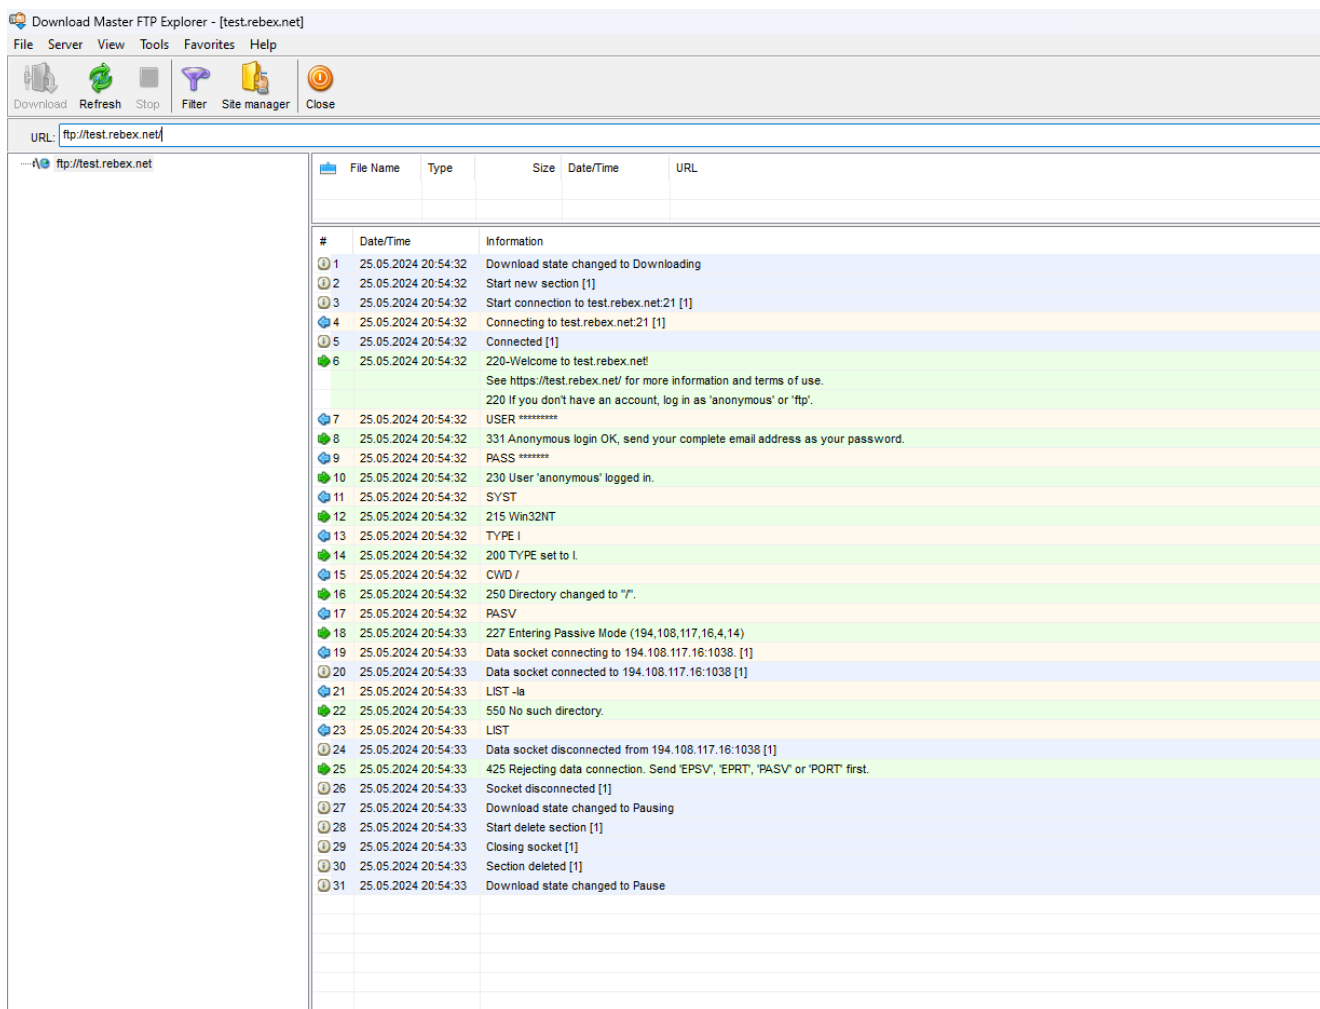 Download Master FTP Explorer - [test.rebex.net]
File Server View Tools Favorites Help
Download Refresh Stop Filter Site manager Close
URL: ftp://test.rebex.net/
ftp://test.rebex.net
File Name Type Size Date/Time URL
# Date/Time Information
1 25.05.2024 20:54:32 Download state changed to Downloading
2 25.05.2024 20:54:32 Start new section [1]
3 25.05.2024 20:54:32 Start connection to test.rebex.net:21 [1]
4 25.05.2024 20:54:32 Connecting to test.rebex.net:21 [1]
5 25.05.2024 20:54:32 Connected [1]
6 25.05.2024 20:54:32 220-Welcome to test.rebex.net!
See https://test.rebex.net/ for more information and terms of use.
220 If you don't have an account, log in as 'anonymous' or 'ftp'.
7 25.05.2024 20:54:32 USER *********
8 25.05.2024 20:54:32 331 Anonymous login OK, send your complete email address as your password.
9 25.05.2024 20:54:32 PASS *******
10 25.05.2024 20:54:32 230 User 'anonymous' logged in.
11 25.05.2024 20:54:32 SYST
12 25.05.2024 20:54:32 215 Win32NT
13 25.05.2024 20:54:32 TYPE I
14 25.05.2024 20:54:32 200 TYPE set to I.
15 25.05.2024 20:54:32 CWD /
16 25.05.2024 20:54:32 250 Directory changed to "/".
17 25.05.2024 20:54:32 PASV
18 25.05.2024 20:54:33 227 Entering Passive Mode (194,108,117,16,4,14)
19 25.05.2024 20:54:33 Data socket connecting to 194.108.117.16:1038. [1]
20 25.05.2024 20:54:33 Data socket connected to 194.108.117.16:1038 [1]
21 25.05.2024 20:54:33 LIST -la
22 25.05.2024 20:54:33 550 No such directory.
23 25.05.2024 20:54:33 LIST
24 25.05.2024 20:54:33 Data socket disconnected from 194.108.117.16:1038 [1]
25 25.05.2024 20:54:33 425 Rejecting data connection. Send 'EPSV', 'EPRT', 'PASV' or 'PORT' first.
26 25.05.2024 20:54:33 Socket disconnected [1]
27 25.05.2024 20:54:33 Download state changed to Pausing
28 25.05.2024 20:54:33 Start delete section [1]
29 25.05.2024 20:54:33 Closing socket [1]
30 25.05.2024 20:54:33 Section deleted [1]
31 25.05.2024 20:54:33 Download state changed to Pause